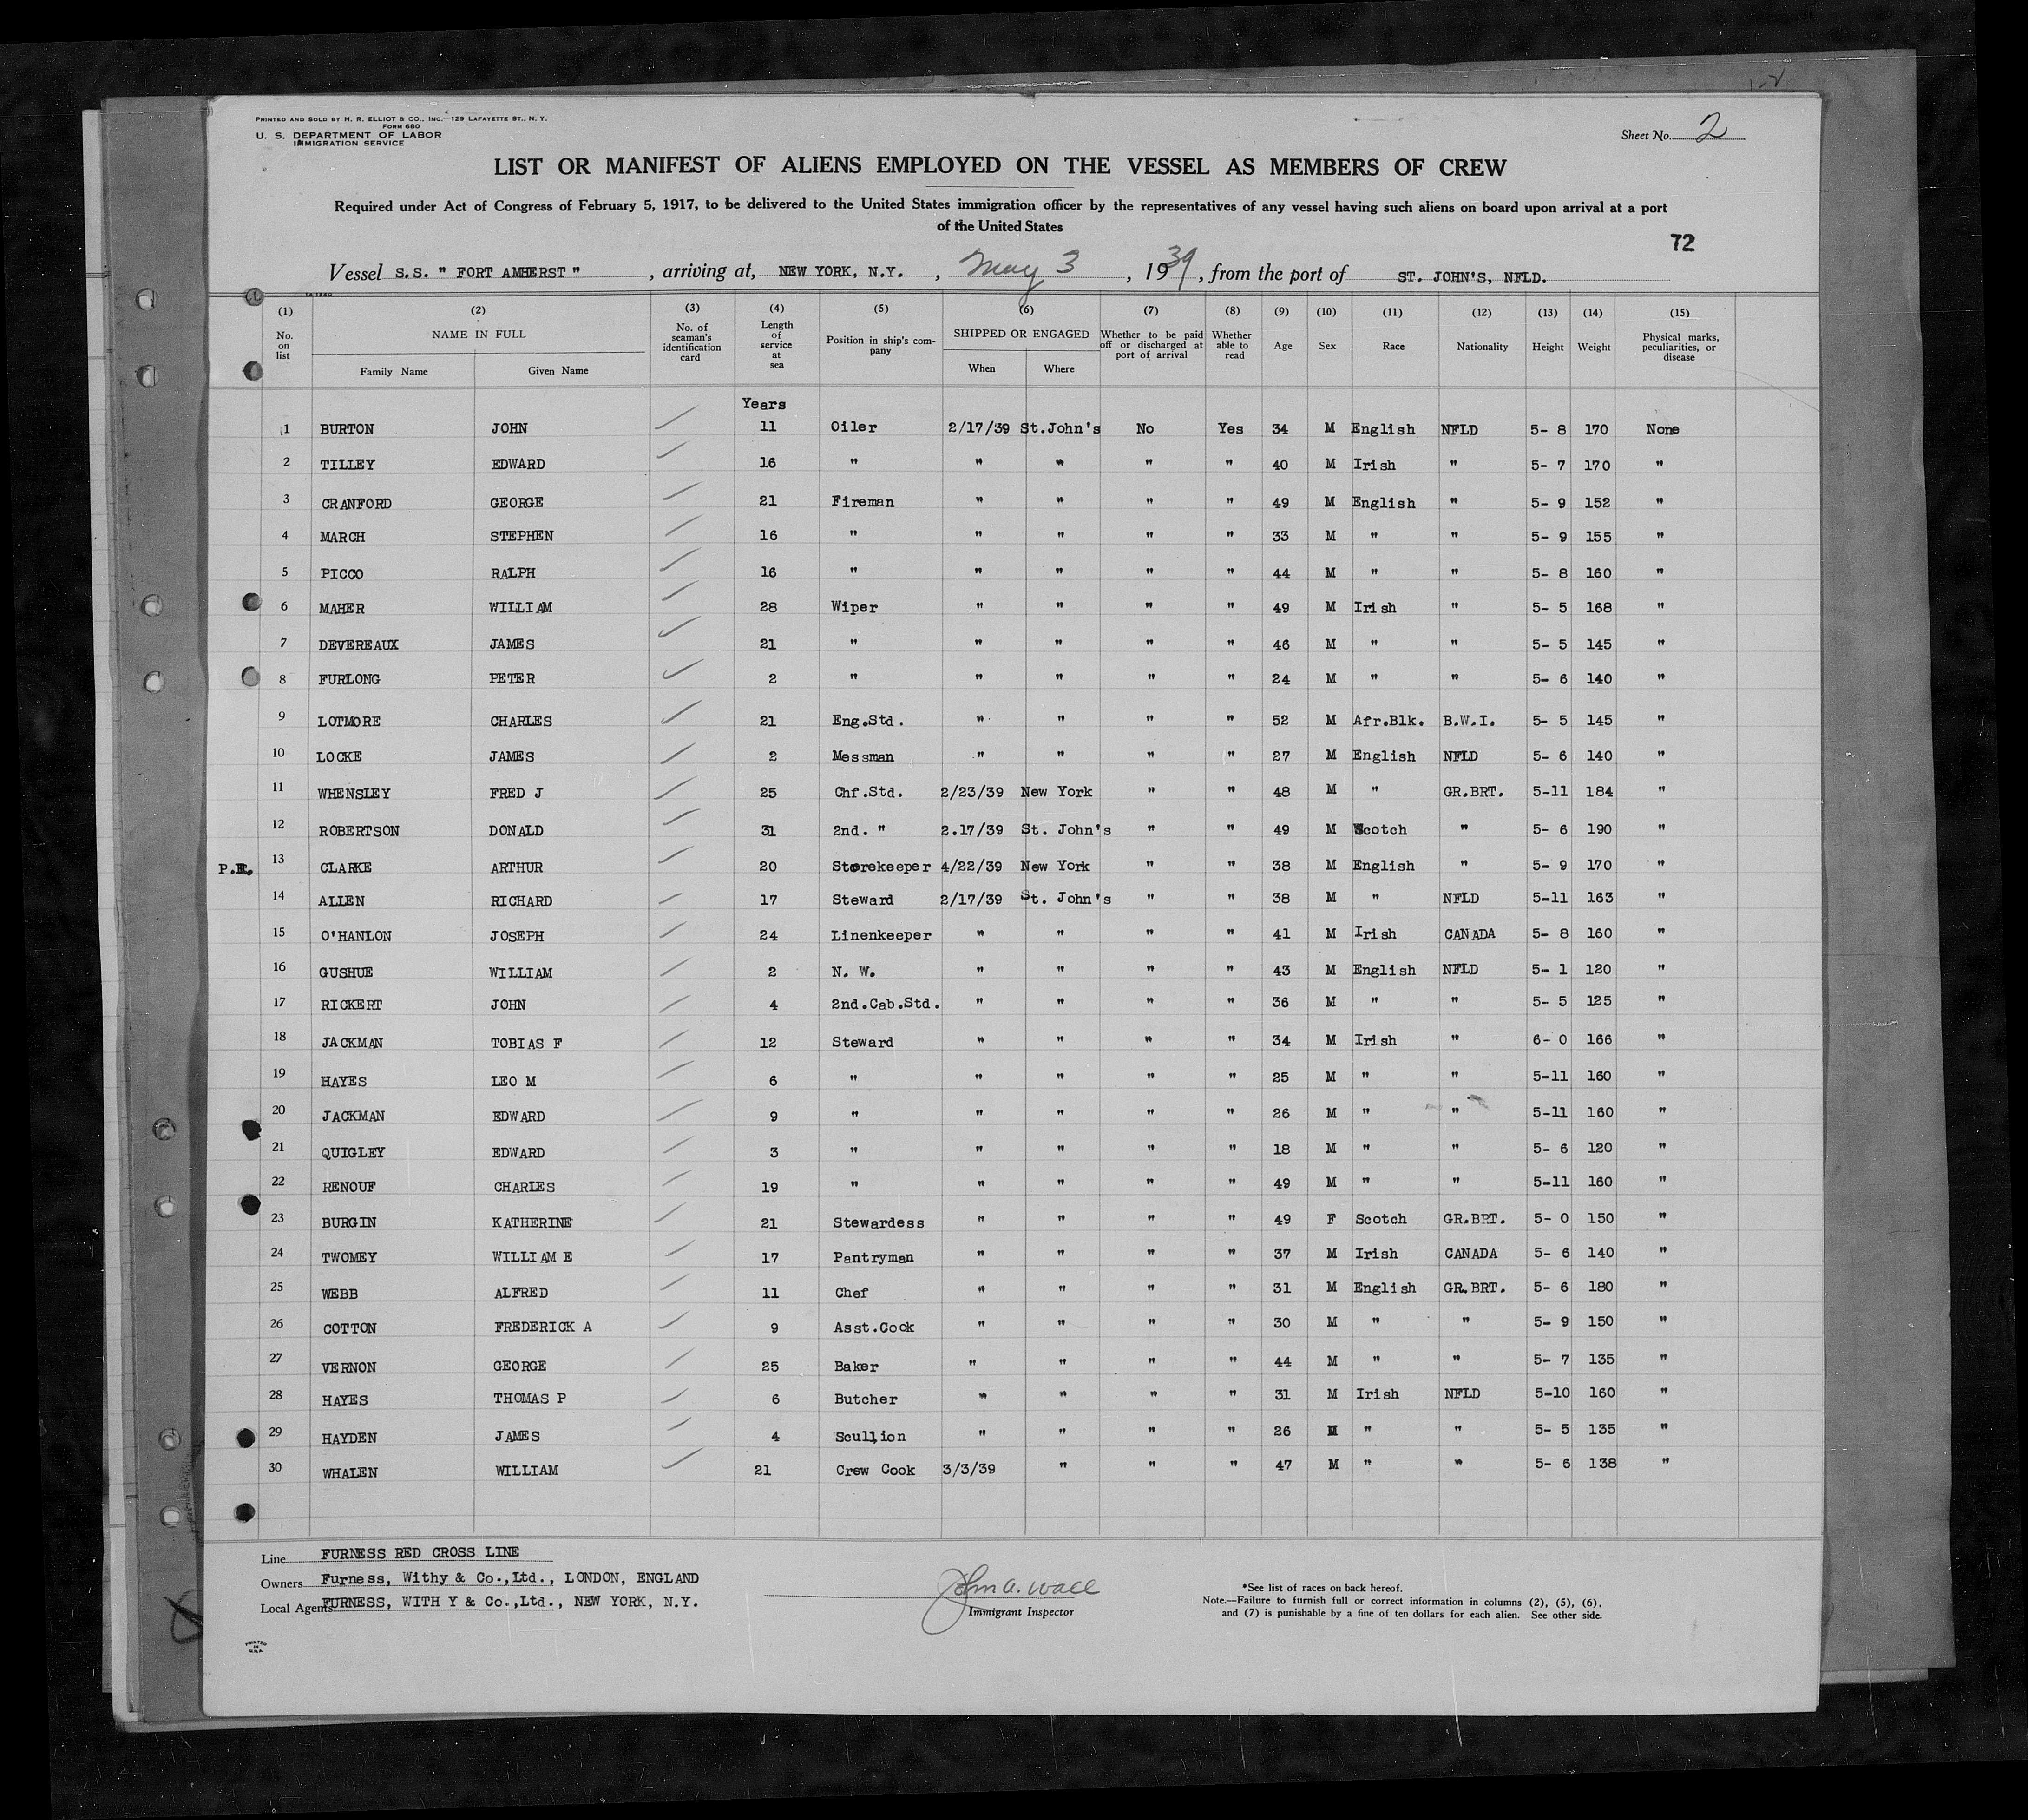 PRINTED AND SOLD BY H. R. ELLIOT & CO., INC.—129 LAFAYETTE ST., N. Y.
FORM 680
U. S. DEPARTMENT OF LABOR
IMMIGRATION SERVICE
Sheet No. 2
LIST OR MANIFEST OF ALIENS EMPLOYED ON THE VESSEL AS MEMBERS OF CREW
Required under Act of Congress of February 5, 1917, to be delivered to the United States immigration officer by the representatives of any vessel having such aliens on board upon arrival at a port
of the United States
72
Vessel S.S. " FORT AMHERST " , arriving at, NEW YORK, N.Y. , May 3 , 1939, from the port of ST. JOHN'S, NFLD.
(1) (2) (3) (4) (5) (6) (7) (8) (9) (10) (11) (12) (13) (14) (15)
No. on list NAME IN FULL Family Name Given Name No. of seaman's identification card Length of service at sea Position in ship's company SHIPPED OR ENGAGED When Where Whether to be paid off or discharged at port of arrival Whether able to read Age Sex Race Nationality Height Weight Physical marks, peculiarities, or disease
Years
1 BURTON JOHN 11 Oiler 2/17/39 St.John's No Yes 34 M English NFLD 5- 8 170 None
2 TILLEY EDWARD 16 " " " " " 40 M Irish " 5- 7 170 "
3 CRANFORD GEORGE 21 Fireman " " " " 49 M English " 5- 9 152 "
4 MARCH STEPHEN 16 " " " " " 33 M " " 5- 9 155 "
5 PICCO RALPH 16 " " " " " 44 M " " 5- 8 160 "
6 MAHER WILLIAM 28 Wiper " " " " 49 M Irish " 5- 5 168 "
7 DEVEREAUX JAMES 21 " " " " " 46 M " " 5- 5 145 "
8 FURLONG PETER 2 " " " " " 24 M " " 5- 6 140 "
9 LOTMORE CHARLES 21 Eng.Std. " " " " 52 M Afr.Blk. B.W.I. 5- 5 145 "
10 LOCKE JAMES 2 Messman " " " " 27 M English NFLD 5- 6 140 "
11 WHENSLEY FRED J 25 Chf.Std. 2/23/39 New York " " 48 M " GR.BRT. 5-11 184 "
12 ROBERTSON DONALD 31 2nd. " 2.17/39 St. John's " " 49 M Scotch " 5- 6 190 "
13 CLARKE ARTHUR 20 Storekeeper 4/22/39 New York " " 38 M English " 5- 9 170 "
14 ALLEN RICHARD 17 Steward 2/17/39 St. John's " " 38 M " NFLD 5-11 163 "
15 O'HANLON JOSEPH 24 Linenkeeper " " " " 41 M Irish CANADA 5- 8 160 "
16 GUSHUE WILLIAM 2 N. W. " " " " 43 M English NFLD 5- 1 120 "
17 RICKERT JOHN 4 2nd.Cab.Std. " " " " 36 M " " 5- 5 125 "
18 JACKMAN TOBIAS F 12 Steward " " " " 34 M Irish " 6- 0 166 "
19 HAYES LEO M 6 " " " " " 25 M " " 5-11 160 "
20 JACKMAN EDWARD 9 " " " " " 26 M " " 5-11 160 "
21 QUIGLEY EDWARD 3 " " " " " 18 M " " 5- 6 120 "
22 RENOUF CHARLES 19 " " " " " 49 M " " 5-11 160 "
23 BURGIN KATHERINE 21 Stewardess " " " " 49 F Scotch GR.BRT. 5- 0 150 "
24 TWOMEY WILLIAM E 17 Pantryman " " " " 37 M Irish CANADA 5- 6 140 "
25 WEBB ALFRED 11 Chef " " " " 31 M English GR.BRT. 5- 6 180 "
26 COTTON FREDERICK A 9 Asst.Cook " " " " 30 M " " 5- 9 150 "
27 VERNON GEORGE 25 Baker " " " " 44 M " " 5- 7 135 "
28 HAYES THOMAS P 6 Butcher " " " " 31 M Irish NFLD 5-10 160 "
29 HAYDEN JAMES 4 Scullion " " " " 26 M " " 5- 5 135 "
30 WHALEN WILLIAM 21 Crew Cook 3/3/39 " " " 47 M " " 5- 6 138 "
Line FURNESS RED CROSS LINE
Owners Furness, Withy & Co.,Ltd., LONDON, ENGLAND
Local Agents FURNESS, WITH Y & Co.,Ltd., NEW YORK, N.Y.
John A. Wall
Immigrant Inspector
*See list of races on back hereof.
Note.—Failure to furnish full or correct information in columns (2), (5), (6),
and (7) is punishable by a fine of ten dollars for each alien. See other side.
PRINTED
IN
U.S.A.